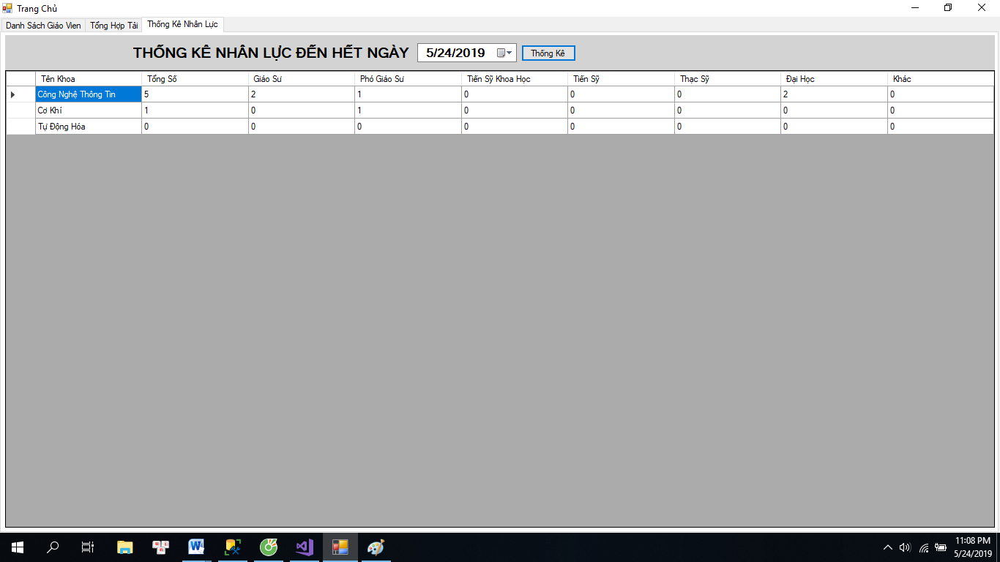 Trang Chủ
Danh Sách Giáo Vien Tổng Hợp Tải Thống Kê Nhân Lực
THỐNG KÊ NHÂN LỰC ĐẾN HẾT NGÀY 5/24/2019 Thống Kê
Tên Khoa Tổng Số Giáo Sư Phó Giáo Sư Tiến Sỹ Khoa Học Tiến Sỹ Thạc Sỹ Đại Học Khác
Công Nghệ Thông Tin 5 2 1 0 0 0 2 0
Cơ Khí 1 0 1 0 0 0 0 0
Tự Động Hóa 0 0 0 0 0 0 0 0
11:08 PM
5/24/2019